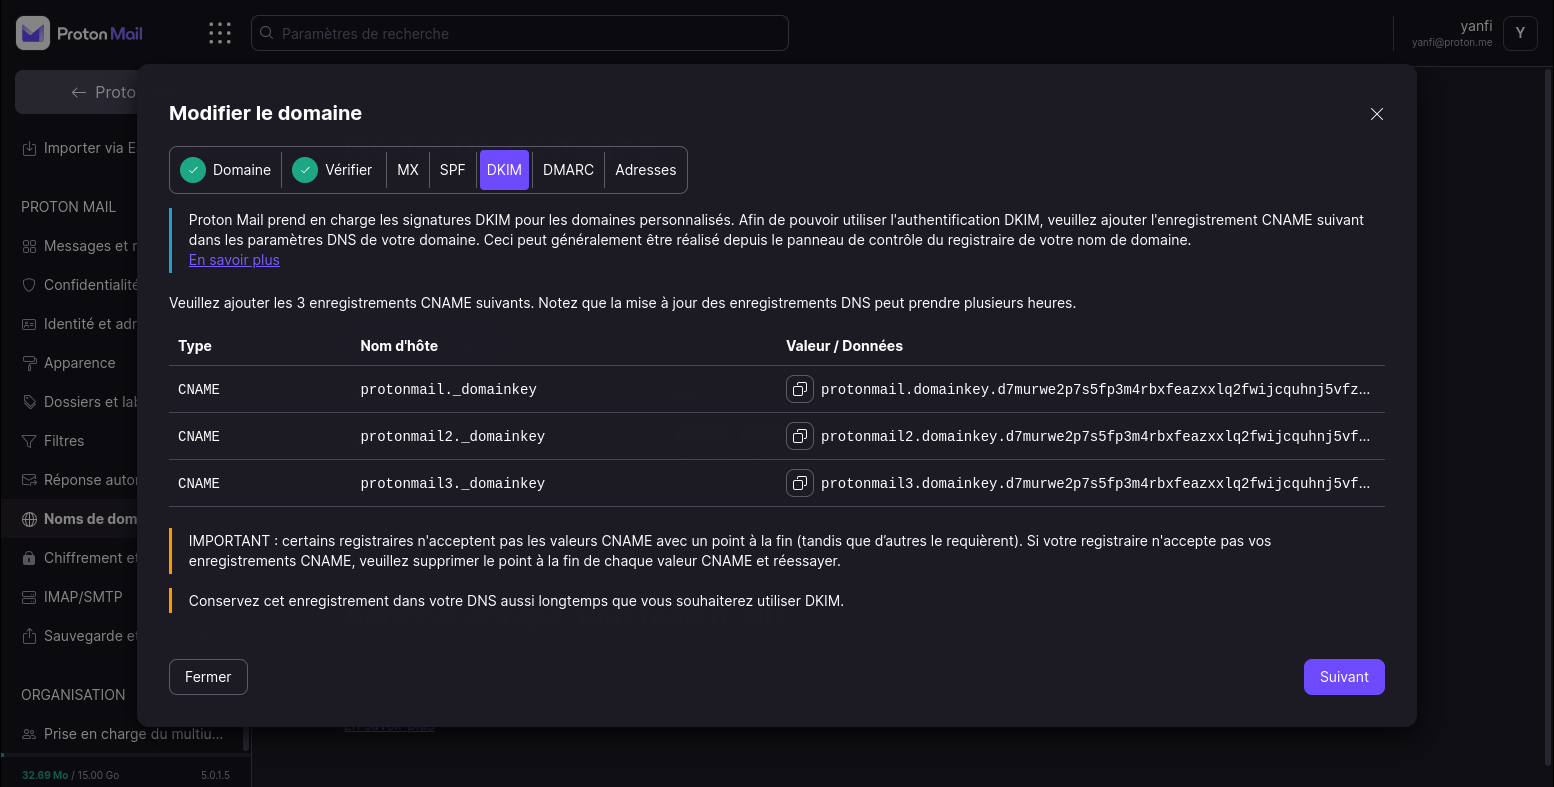 Proton Mail
Paramètres de recherche
yanfi
yanfi@proton.me
Y
Proto
Importer via E
PROTON MAIL
Messages et
Confidentialité
Identité et adr
Apparence
Dossiers et lab
Filtres
Réponse autor
Noms de dom
Chiffrement et
IMAP/SMTP
Sauvegarde et
ORGANISATION
Prise en charge du multiu...
32.69 Mo / 15.00 Go
5.0.1.5
Modifier le domaine
Domaine
Vérifier
MX
SPF
DKIM
DMARC
Adresses
Proton Mail prend en charge les signatures DKIM pour les domaines personnalisés. Afin de pouvoir utiliser l'authentification DKIM, veuillez ajouter l'enregistrement CNAME suivant
dans les paramètres DNS de votre domaine. Ceci peut généralement être réalisé depuis le panneau de contrôle du registraire de votre nom de domaine.
En savoir plus
Veuillez ajouter les 3 enregistrements CNAME suivants. Notez que la mise à jour des enregistrements DNS peut prendre plusieurs heures.
Type Nom d'hôte Valeur / Données
CNAME protonmail._domainkey protonmail.domainkey.d7murwe2p7s5fp3m4rbxfeazxxlq2fwijcquhnj5vfz...
CNAME protonmail2._domainkey protonmail2.domainkey.d7murwe2p7s5fp3m4rbxfeazxxlq2fwijcquhnj5vf...
CNAME protonmail3._domainkey protonmail3.domainkey.d7murwe2p7s5fp3m4rbxfeazxxlq2fwijcquhnj5vf...
IMPORTANT : certains registraires n'acceptent pas les valeurs CNAME avec un point à la fin (tandis que d’autres le requièrent). Si votre registraire n'accepte pas vos
enregistrements CNAME, veuillez supprimer le point à la fin de chaque valeur CNAME et réessayer.
Conservez cet enregistrement dans votre DNS aussi longtemps que vous souhaiterez utiliser DKIM.
Fermer
Suivant
En savoir plus